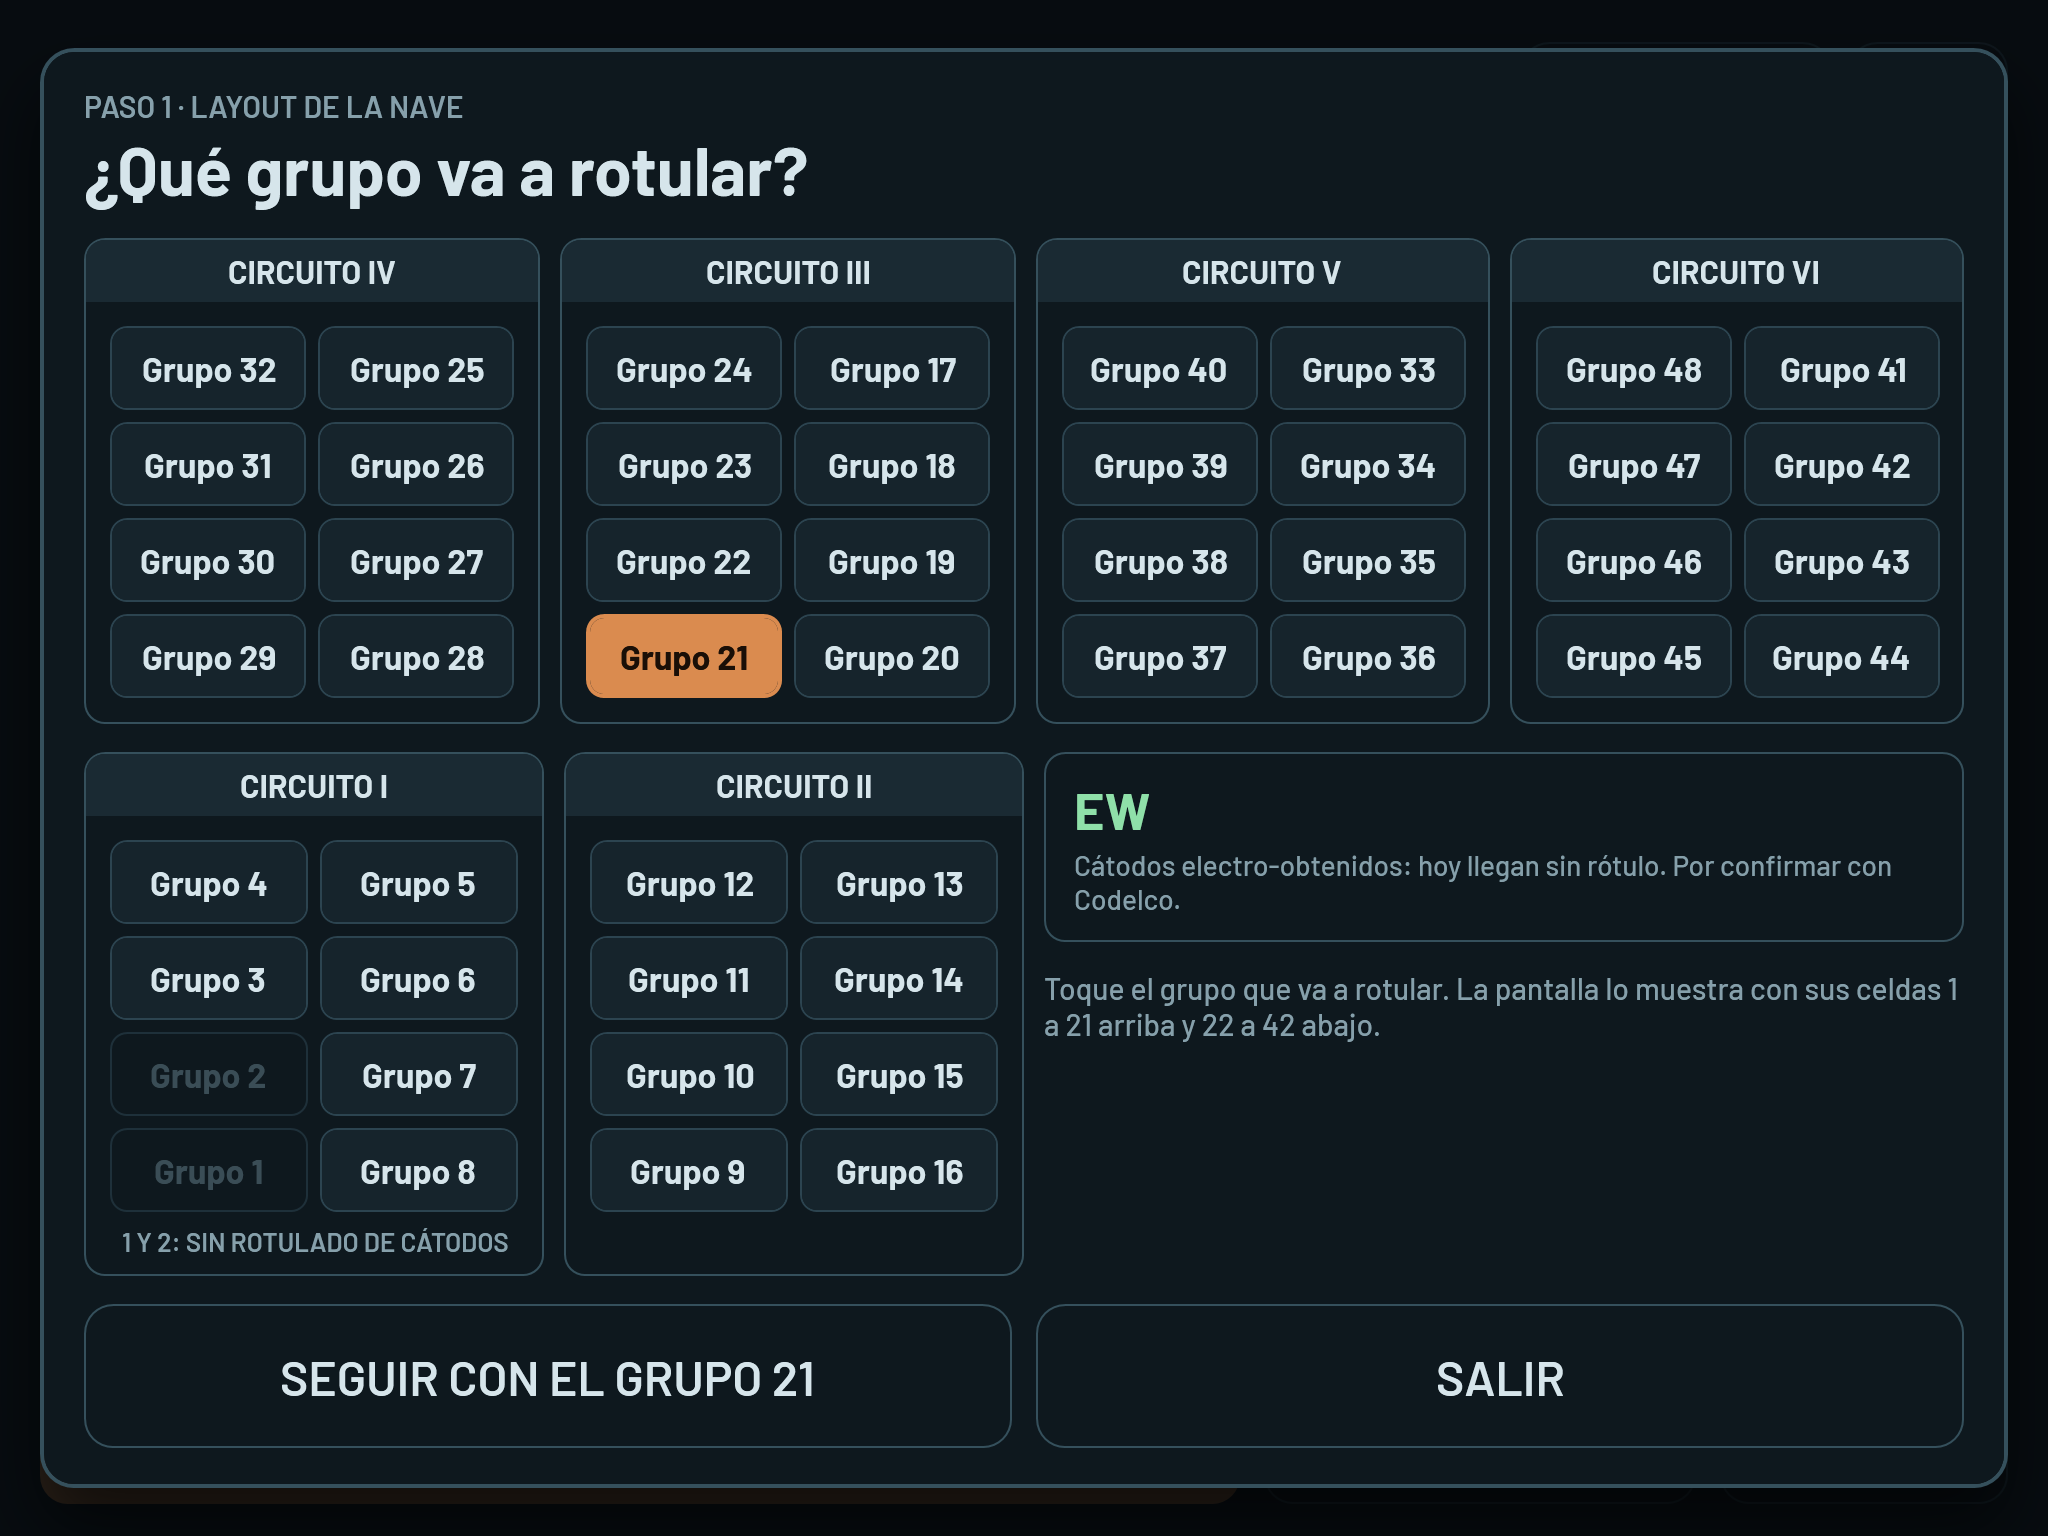 PASO 1 · LAYOUT DE LA NAVE
¿Qué grupo va a rotular?
CIRCUITO IV
Grupo 32 Grupo 25
Grupo 31 Grupo 26
Grupo 30 Grupo 27
Grupo 29 Grupo 28
CIRCUITO III
Grupo 24 Grupo 17
Grupo 23 Grupo 18
Grupo 22 Grupo 19
Grupo 21 Grupo 20
CIRCUITO V
Grupo 40 Grupo 33
Grupo 39 Grupo 34
Grupo 38 Grupo 35
Grupo 37 Grupo 36
CIRCUITO VI
Grupo 48 Grupo 41
Grupo 47 Grupo 42
Grupo 46 Grupo 43
Grupo 45 Grupo 44
CIRCUITO I
Grupo 4 Grupo 5
Grupo 3 Grupo 6
Grupo 2 Grupo 7
Grupo 1 Grupo 8
1 Y 2: SIN ROTULADO DE CÁTODOS
CIRCUITO II
Grupo 12 Grupo 13
Grupo 11 Grupo 14
Grupo 10 Grupo 15
Grupo 9 Grupo 16
EW
Cátodos electro-obtenidos: hoy llegan sin rótulo. Por confirmar con
Codelco.
Toque el grupo que va a rotular. La pantalla lo muestra con sus celdas 1
a 21 arriba y 22 a 42 abajo.
SEGUIR CON EL GRUPO 21
SALIR